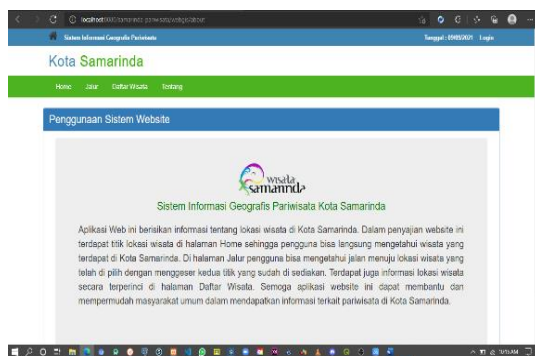 Sistem Informasi Geografis Pariwisata
Login
Kota Samarinda
Home Jalur Daftar Wisata Tentang
Penggunaan Sistem Website
wisata
samarinda
Sistem Informasi Geografis Pariwisata Kota Samarinda
Aplikasi Web ini berisikan informasi tentang lokasi wisata di Kota Samarinda. Dalam penyajian website ini
terdapat titik lokasi wisata di halaman Home sehingga pengguna bisa langsung mengetahui wisata yang
terdapat di Kota Samarinda. Di halaman Jalur pengguna bisa mengetahui jalan menuju lokasi wisata yang
telah di pilih dengan menggeser kedua titik yang sudah di sediakan. Terdapat juga informasi lokasi wisata
secara terperinci di halaman Daftar Wisata. Semoga aplikasi website ini dapat membantu dan
mempermudah masyarakat umum dalam mendapatkan informasi terkait pariwisata di Kota Samarinda.